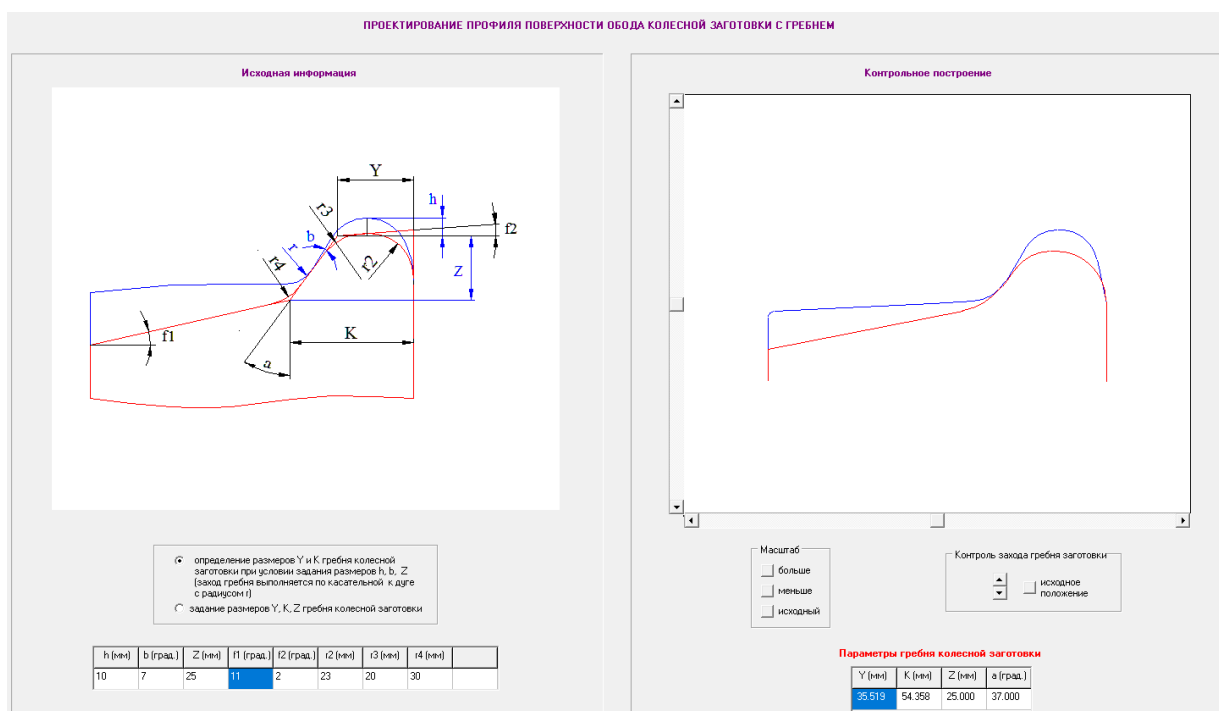 ПРОЕКТИРОВАНИЕ ПРОФИЛЯ ПОВЕРХНОСТИ ОБОДА КОЛЕСНОЙ ЗАГОТОВКИ С ГРЕБНЕМ
Исходная информация
Y
h
r3
f2
b
r
r2
Z
r4
f1
K
a
определение размеров Y и K гребня колесной
заготовки при условии задания размеров h, b, Z
(заход гребня выполняется по касательной к дуге
с радиусом r)
задание размеров Y, K, Z гребня колесной заготовки
h (мм) b (град.) Z (мм) f1 (град.) f2 (град.) r2 (мм) r3 (мм) r4 (мм)
10 7 25 11 2 23 20 30
Контрольное построение
Масштаб
больше
меньше
исходный
Контроль захода гребня заготовки
исходное
положение
Параметры гребня колесной заготовки
Y (мм) K (мм) Z (мм) a (град.)
35.519 54.358 25.000 37.000